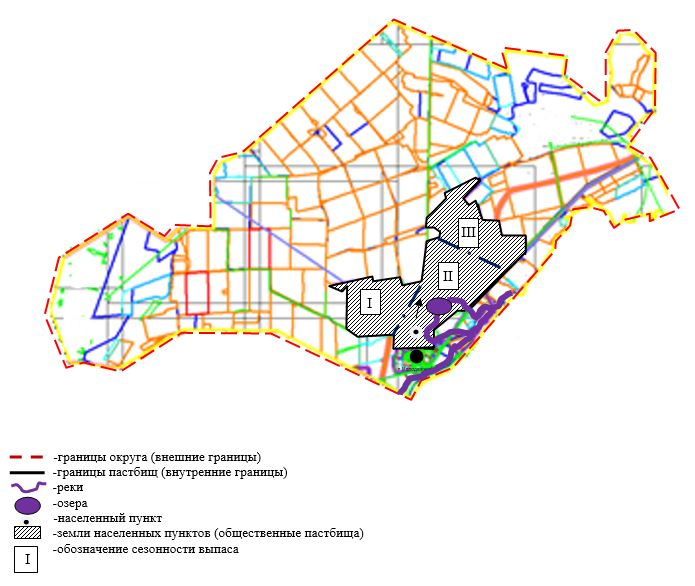 III
II
I
-границы округа (внешние границы)
-границы пастбищ (внутренние границы)
-реки
-озера
-населенный пункт
-земли населенных пунктов (общественные пастбища)
I -обозначение сезонности выпаса